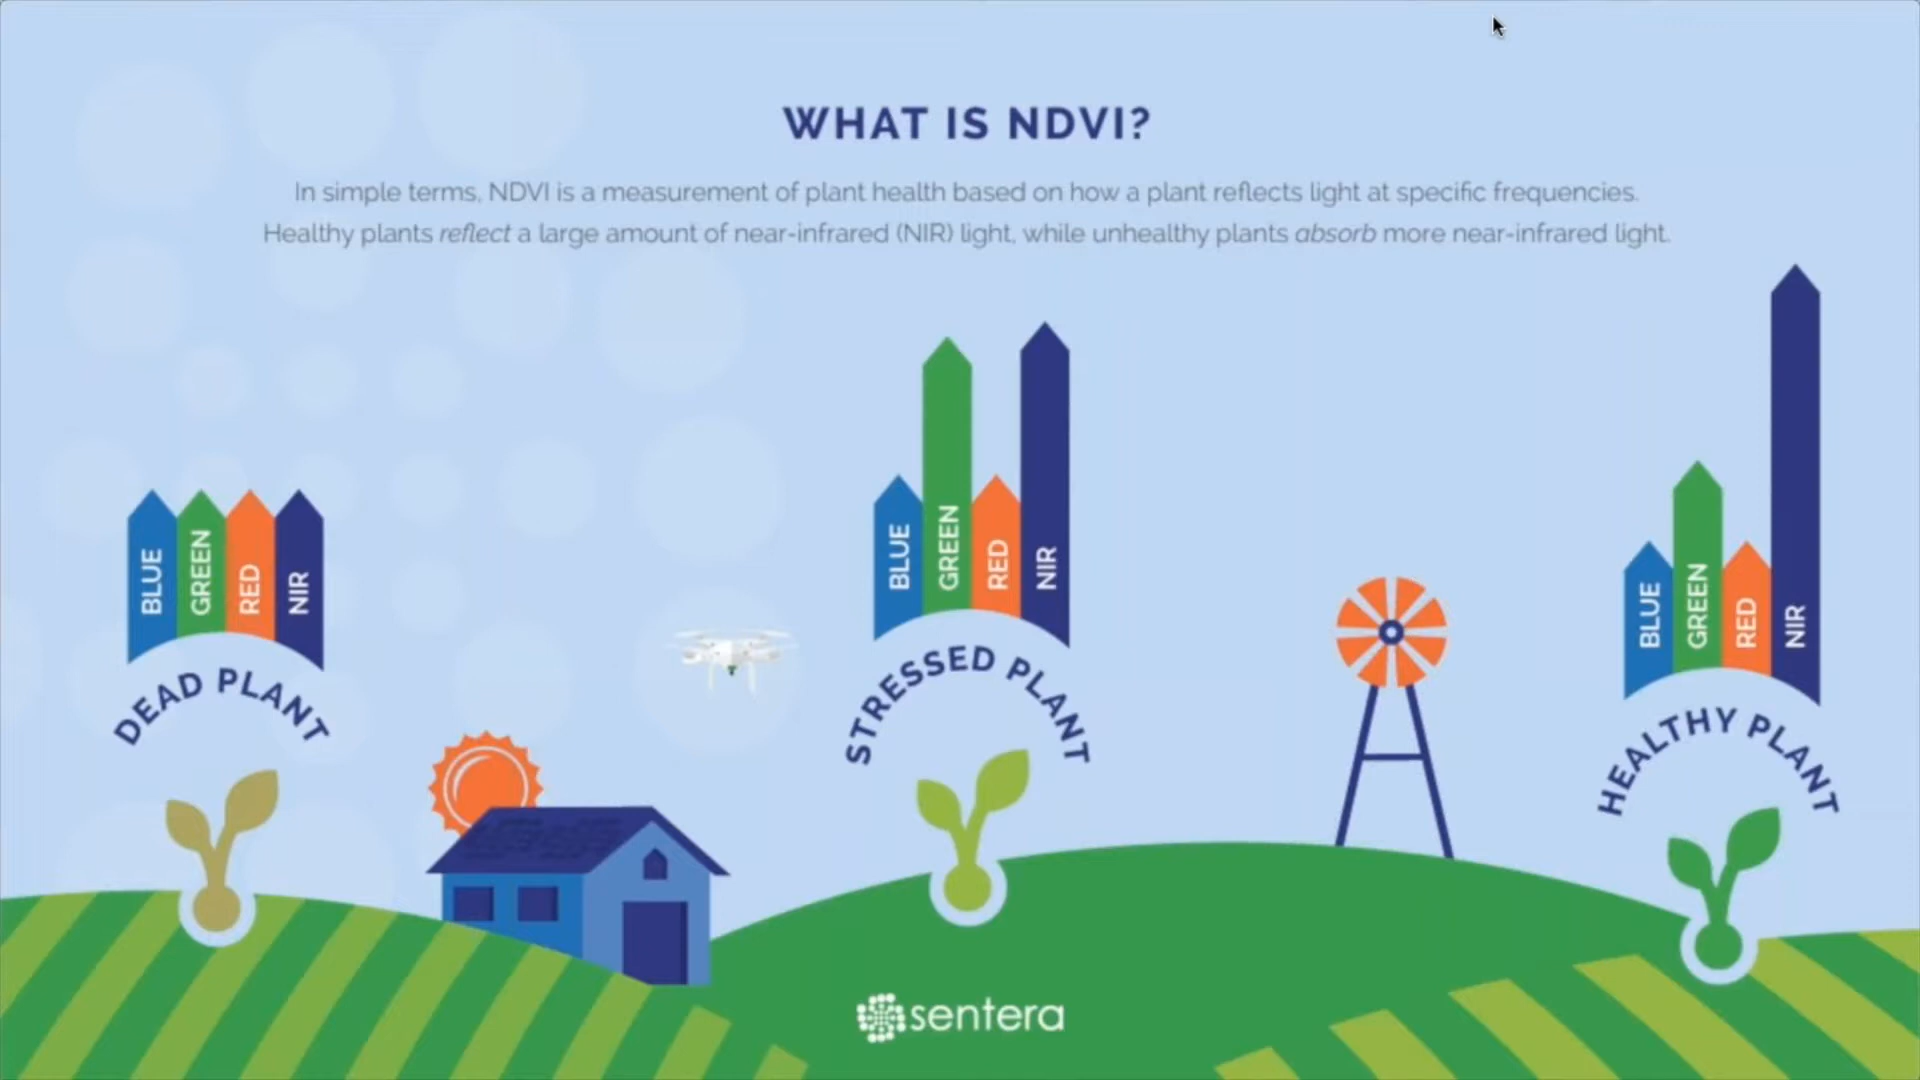 WHAT IS NDVI?
In simple terms, NDVI is a measurement of plant health based on how a plant reflects light at specific frequencies.
Healthy plants reflect a large amount of near-infrared (NIR) light, while unhealthy plants absorb more near-infrared light.
BLUE
GREEN
RED
NIR
DEAD PLANT
BLUE
GREEN
RED
NIR
STRESSED PLANT
BLUE
GREEN
RED
NIR
HEALTHY PLANT
sentera